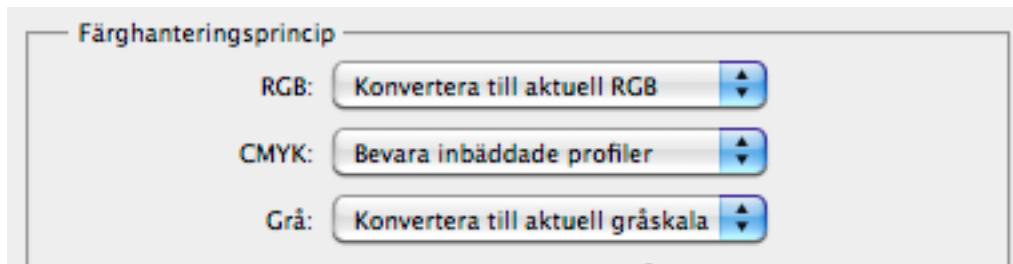 Färghanteringsprincip
RGB: Konvertera till aktuell RGB
CMYK: Bevara inbäddade profiler
Grå: Konvertera till aktuell gråskala